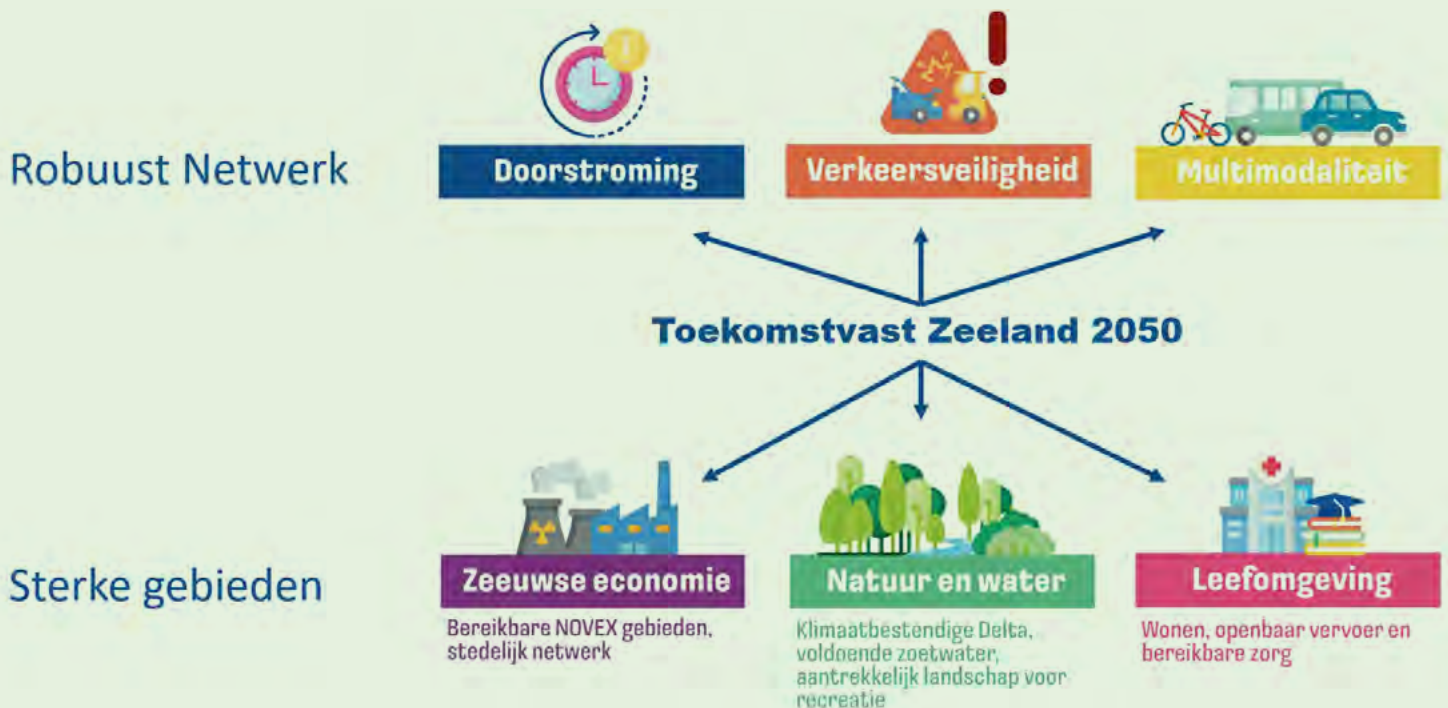 Robuust Netwerk
Doorstroming
Verkeersveiligheid
Multimodaliteit
Toekomstvast Zeeland 2050
Sterke gebieden
Zeeuwse economie
Bereikbare NOVEX gebieden,
stedelijk netwerk
Natuur en water
Klimaatbestendige Delta,
voldoende zoetwater,
aantrekkelijk landschap voor
recreatie
Leefomgeving
Wonen, openbaar vervoer en
bereikbare zorg